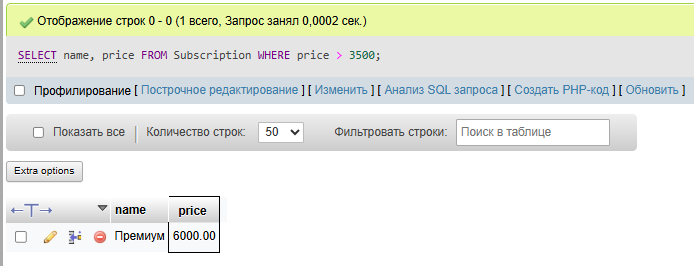 Отображение строк 0 - 0 (1 всего, Запрос занял 0,0002 сек.)
SELECT name, price FROM Subscription WHERE price > 3500;
Профилирование [ Построчное редактирование ] [ Изменить ] [ Анализ SQL запроса ] [ Создать PHP-код ] [ Обновить ]
Показать все Количество строк: 50 Фильтровать строки: Поиск в таблице
Extra options
←T→ name price
Премиум 6000.00